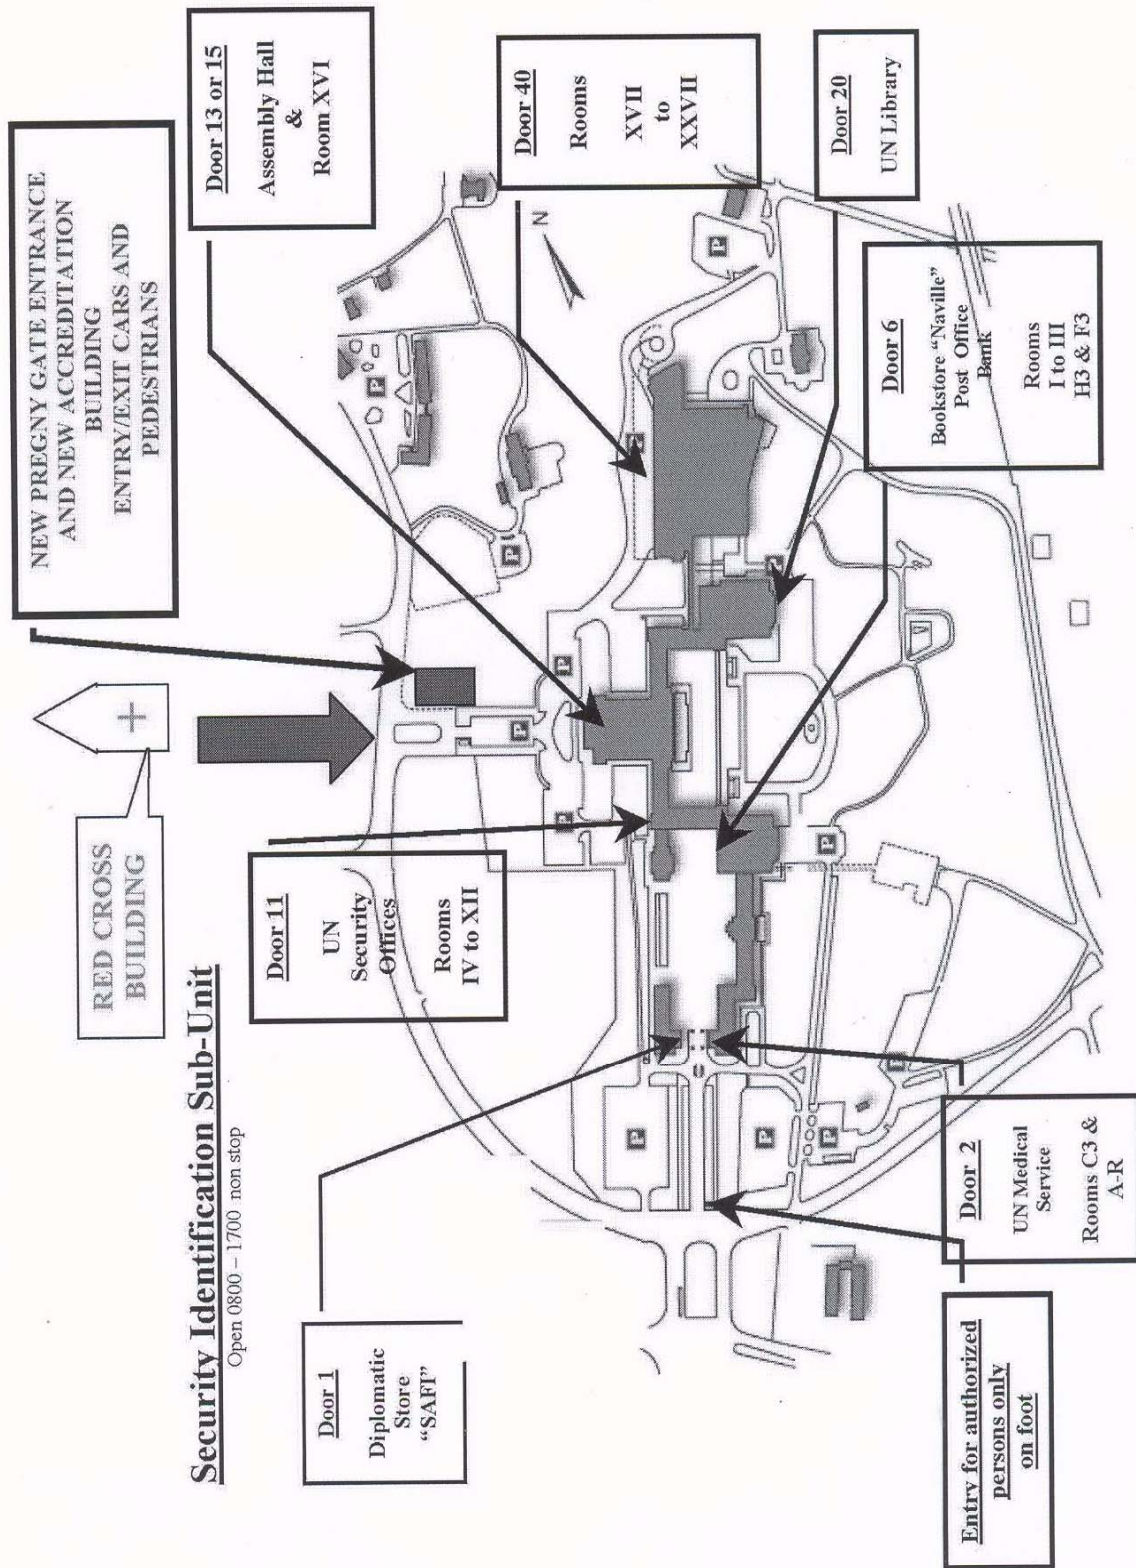 Security Identification Sub-Unit
Open 0800 – 1700 non stop
RED CROSS
BUILDING
NEW PREGNY GATE ENTRANCE
AND NEW ACCREDITATION
BUILDING
ENTRY/EXIT CARS AND
PEDESTRIANS
Door 1
Diplomatic
Store
“SAFI”
Door 11
UN
Security
Offices
Rooms
IV to XII
Door 13 or 15
Assembly Hall
&
Room XVI
Door 40
Rooms
XVII
to
XXVII
Door 20
UN Library
Door 6
Bookstore “Naville”
Post Office
Bank
Rooms
I to III
H3 & F3
Door 2
UN Medical
Service
Rooms C3 &
A-R
Entry for authorized
persons only
on foot
N
P
P
P
P
P
P
P
P
P
P
P
P
P
P